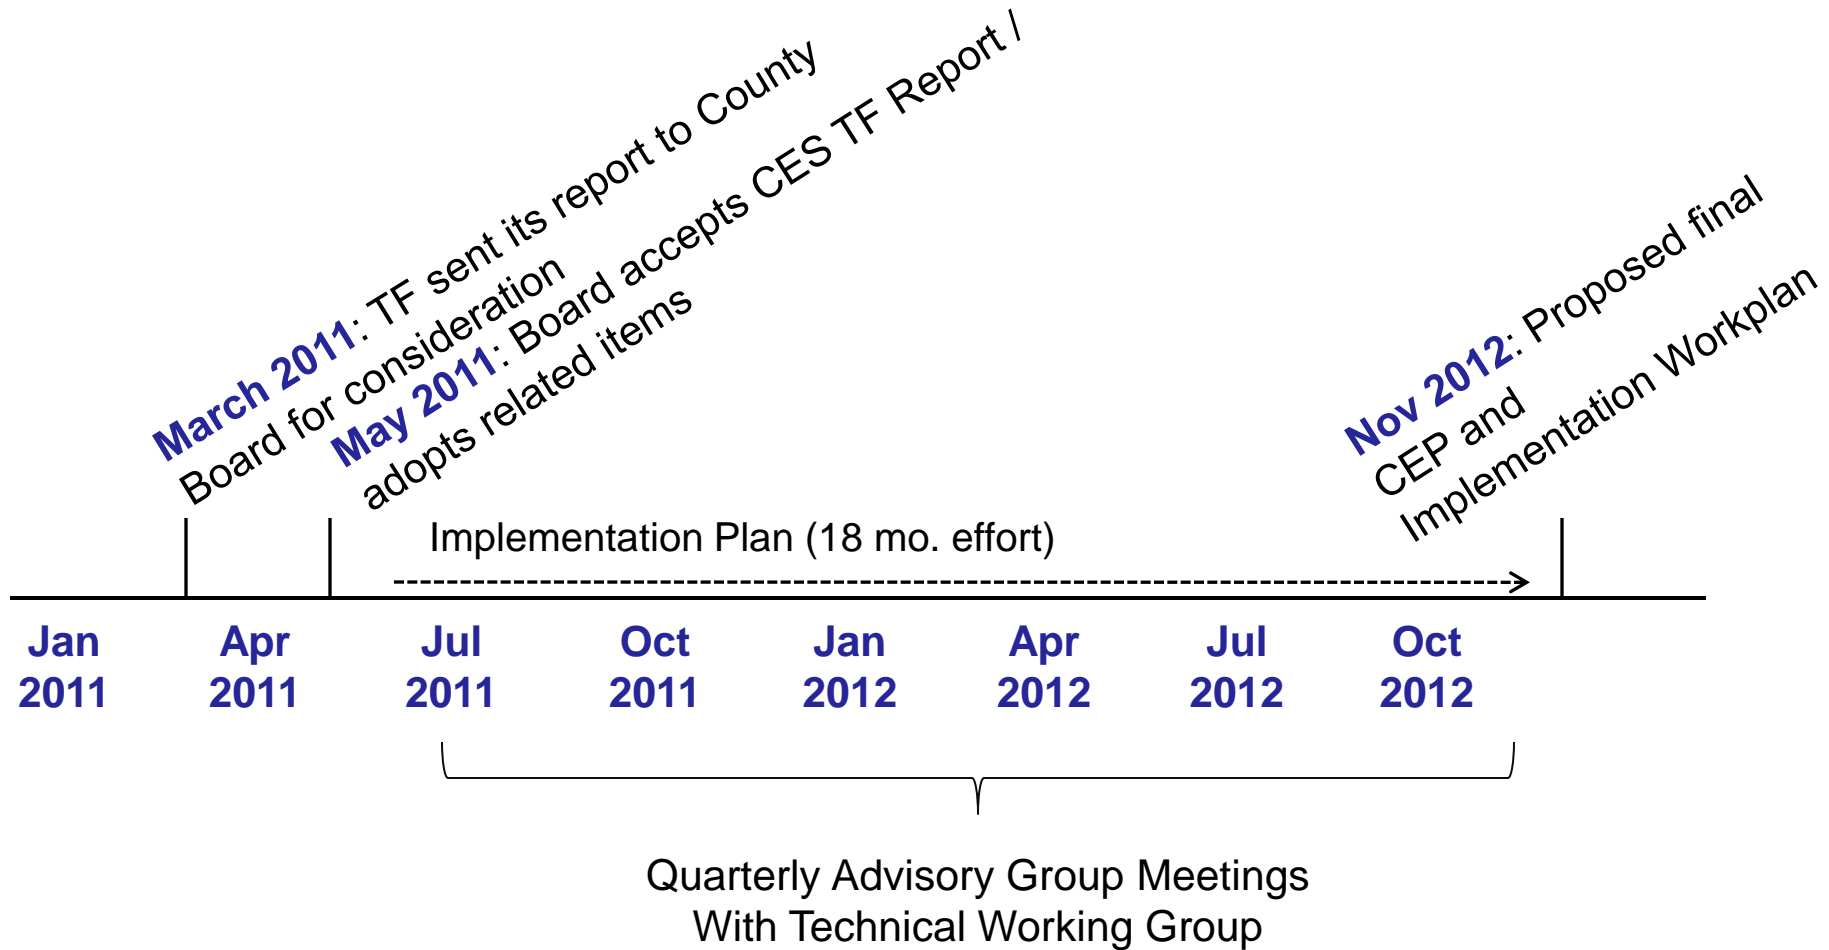 March 2011: TF sent its report to County
Board for consideration
May 2011: Board accepts CES TF Report /
adopts related items
Nov 2012: Proposed final
CEP and
Implementation Workplan
Implementation Plan (18 mo. effort)
Jan
2011
Apr
2011
Jul
2011
Oct
2011
Jan
2012
Apr
2012
Jul
2012
Oct
2012
Quarterly Advisory Group Meetings
With Technical Working Group